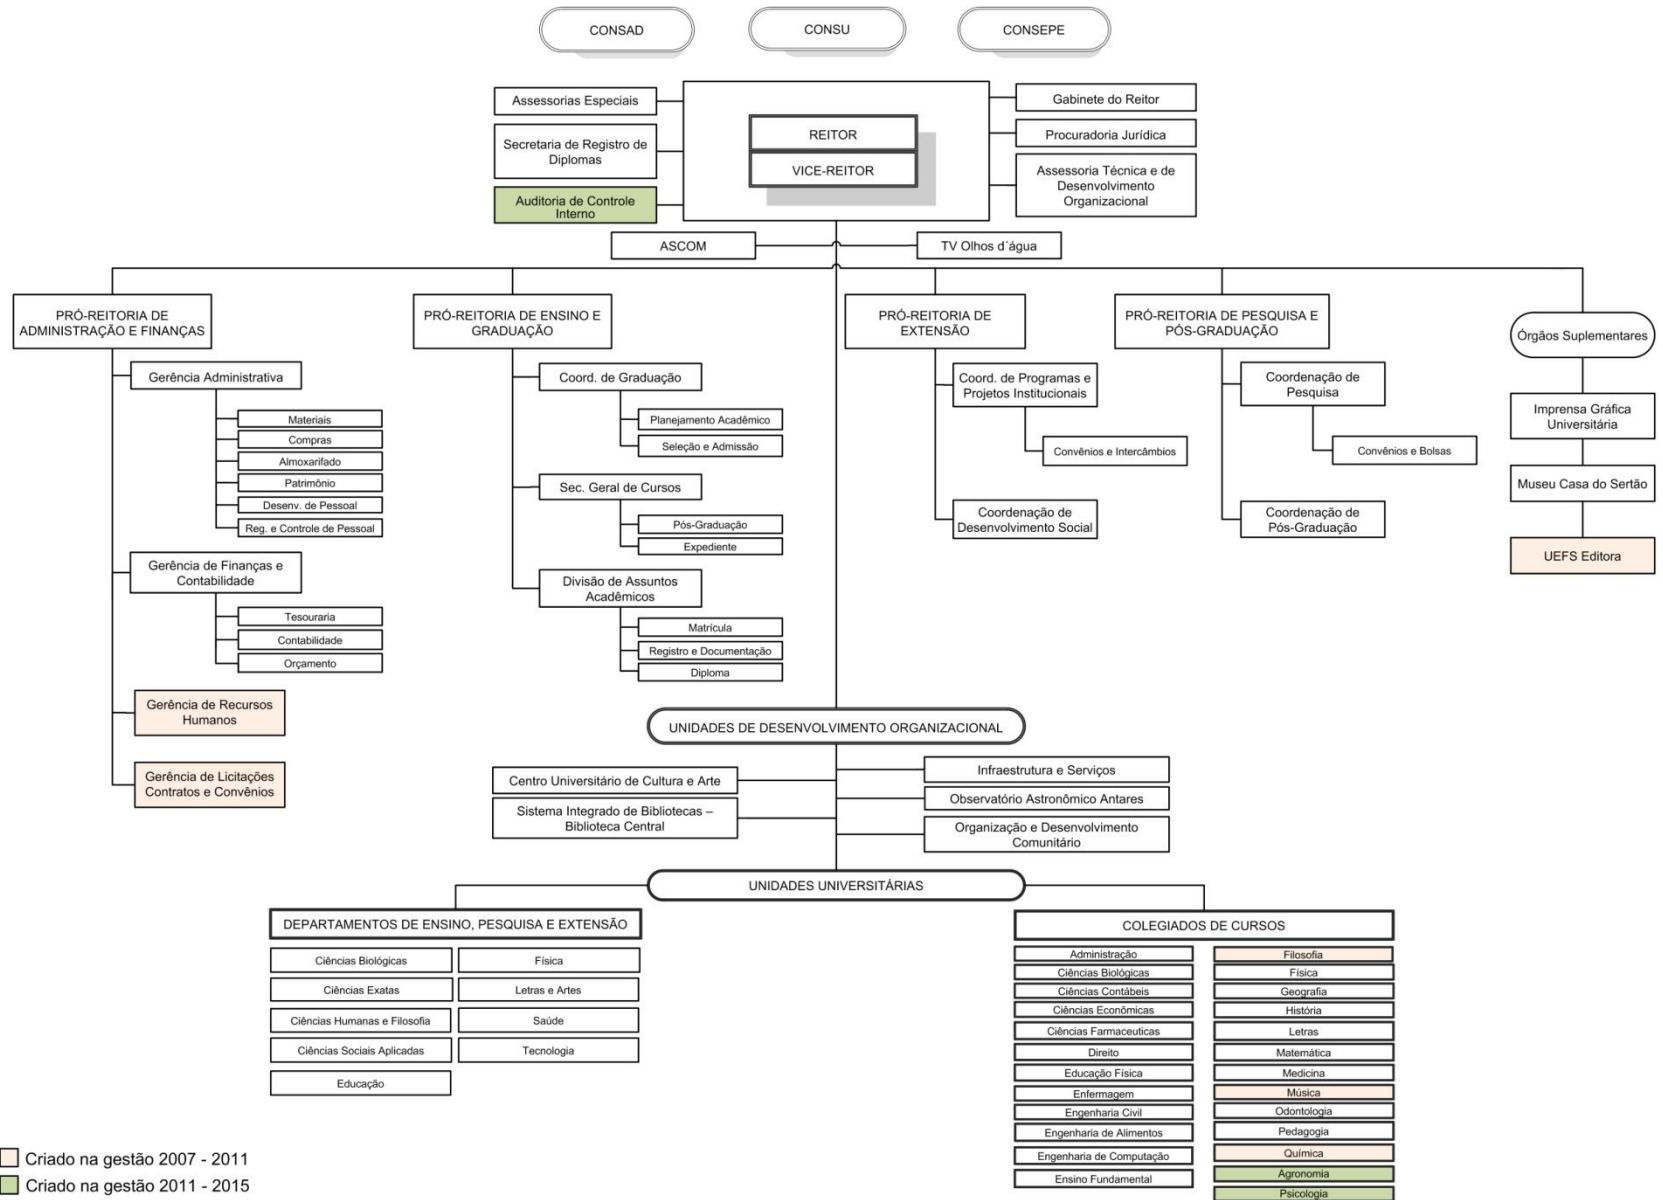 CONSAD
CONSU
CONSEPE
Assessorias Especiais
Secretaria de Registro de
Diplomas
Auditoria de Controle
Interno
REITOR
VICE-REITOR
Gabinete do Reitor
Procuradoria Jurídica
Assessoria Técnica e de
Desenvolvimento
Organizacional
ASCOM
TV Olhos d´água
PRÓ-REITORIA DE
ADMINISTRAÇÃO E FINANÇAS
Gerência Administrativa
Materiais
Compras
Almoxarifado
Patrimônio
Desenv. de Pessoal
Reg. e Controle de Pessoal
Gerência de Finanças e
Contabilidade
Tesouraria
Contabilidade
Orçamento
Gerência de Recursos
Humanos
Gerência de Licitações
Contratos e Convênios
PRÓ-REITORIA DE ENSINO E
GRADUAÇÃO
Coord. de Graduação
Planejamento Acadêmico
Seleção e Admissão
Sec. Geral de Cursos
Pós-Graduação
Expediente
Divisão de Assuntos
Acadêmicos
Matrícula
Registro e Documentação
Diploma
PRÓ-REITORIA DE
EXTENSÃO
Coord. de Programas e
Projetos Institucionais
Convênios e Intercâmbios
Coordenação de
Desenvolvimento Social
PRÓ-REITORIA DE PESQUISA E
PÓS-GRADUAÇÃO
Coordenação de
Pesquisa
Convênios e Bolsas
Coordenação de
Pós-Graduação
Órgãos Suplementares
Imprensa Gráfica
Universitária
Museu Casa do Sertão
UEFS Editora
UNIDADES DE DESENVOLVIMENTO ORGANIZACIONAL
Centro Universitário de Cultura e Arte
Sistema Integrado de Bibliotecas –
Biblioteca Central
Infraestrutura e Serviços
Observatório Astronômico Antares
Organização e Desenvolvimento
Comunitário
UNIDADES UNIVERSITÁRIAS
DEPARTAMENTOS DE ENSINO, PESQUISA E EXTENSÃO
Ciências Biológicas
Ciências Exatas
Ciências Humanas e Filosofia
Ciências Sociais Aplicadas
Educação
Física
Letras e Artes
Saúde
Tecnologia
COLEGIADOS DE CURSOS
Administração
Ciências Biológicas
Ciências Contábeis
Ciências Econômicas
Ciências Farmaceuticas
Direito
Educação Física
Enfermagem
Engenharia Civil
Engenharia de Alimentos
Engenharia de Computação
Ensino Fundamental
Filosofia
Física
Geografia
História
Letras
Matemática
Medicina
Música
Odontologia
Pedagogia
Química
Agronomia
Psicologia
Criado na gestão 2007 - 2011
Criado na gestão 2011 - 2015